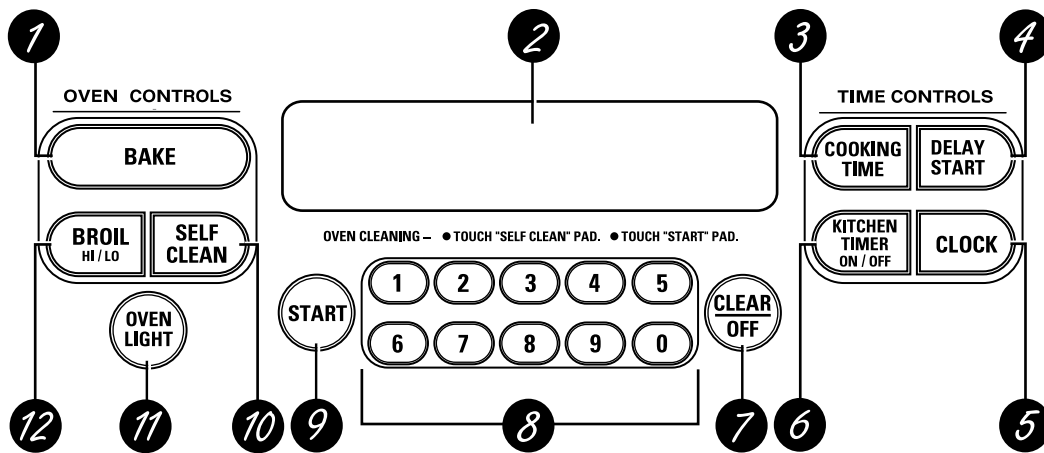 1
2
3
4
OVEN CONTROLS
TIME CONTROLS
BAKE
COOKING
TIME
DELAY
START
BROIL
HI / LO
SELF
CLEAN
OVEN CLEANING – ● TOUCH "SELF CLEAN" PAD. ● TOUCH "START" PAD.
KITCHEN
TIMER
ON / OFF
CLOCK
OVEN
LIGHT
START
1 2 3 4 5
6 7 8 9 0
CLEAR
OFF
12
11
10
9
8
7
6
5